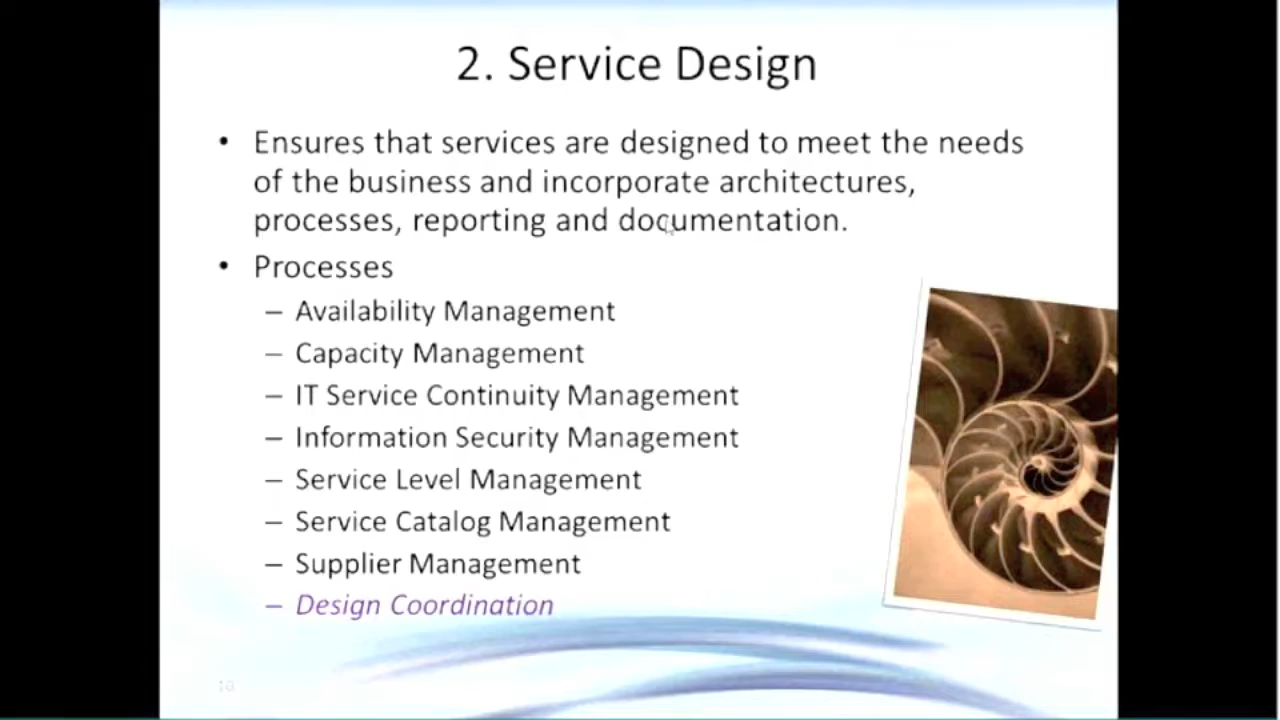 2. Service Design
• Ensures that services are designed to meet the needs
of the business and incorporate architectures,
processes, reporting and documentation.
• Processes
– Availability Management
– Capacity Management
– IT Service Continuity Management
– Information Security Management
– Service Level Management
– Service Catalog Management
– Supplier Management
– Design Coordination